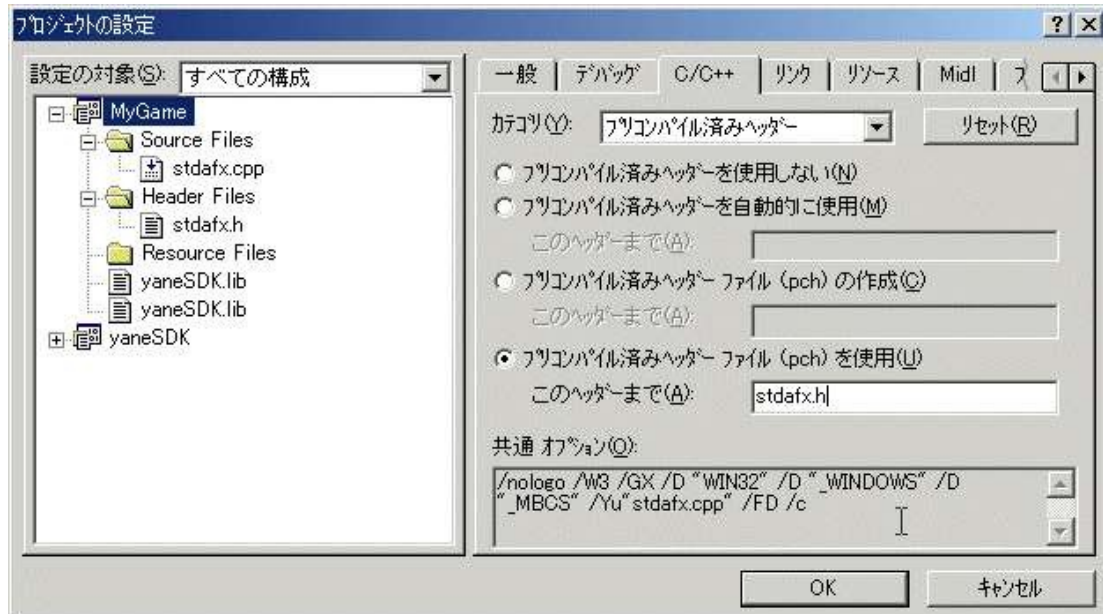 プロジェクトの設定
設定の対象(S): すべての構成
MyGame
Source Files
stdafx.cpp
Header Files
stdafx.h
Resource Files
yaneSDK.lib
yaneSDK.lib
yaneSDK
一般 デバッグ C/C++ リンク リソース Midl
カテゴリ(Y): プリコンパイル済みヘッダー リセット(R)
プリコンパイル済みヘッダーを使用しない(N)
プリコンパイル済みヘッダーを自動的に使用(M)
このヘッダーまで(A):
プリコンパイル済みヘッダー ファイル (pch) の作成(C)
このヘッダーまで(A):
プリコンパイル済みヘッダー ファイル (pch) を使用(U)
このヘッダーまで(A): stdafx.h
共通 オプション(O):
/nologo /W3 /GX /D "WIN32" /D "_WINDOWS" /D
"_MBCS" /Yu"stdafx.cpp" /FD /c
OK キャンセル